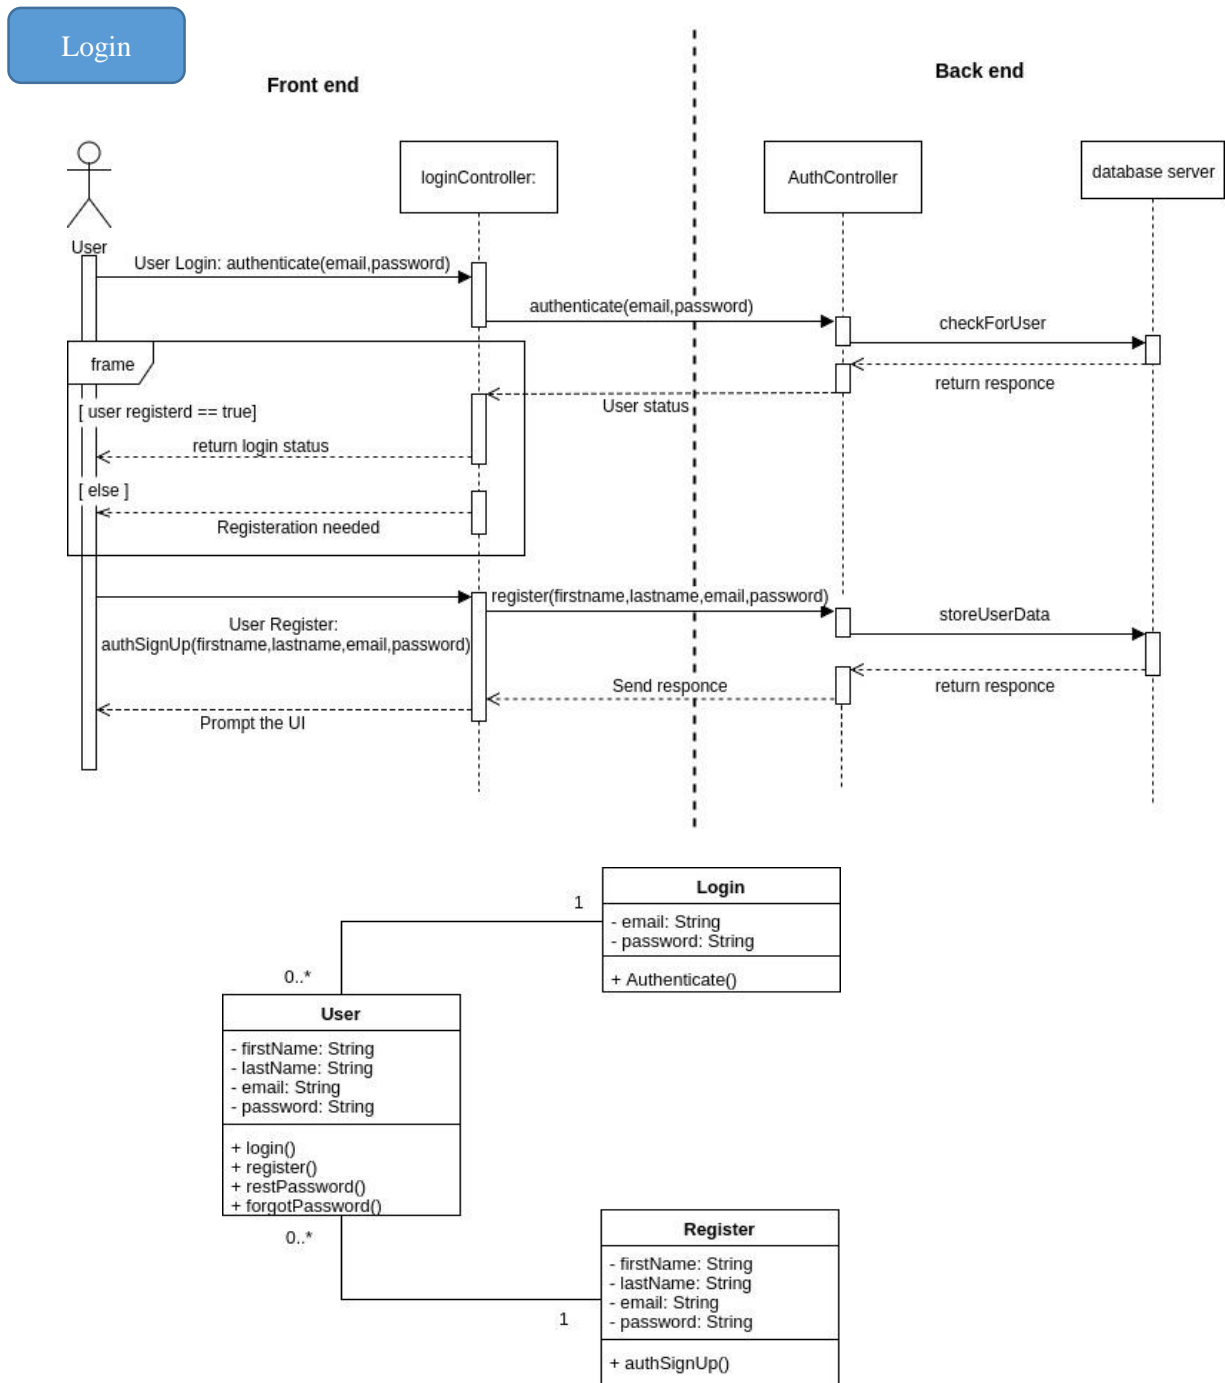 Login
Front end
Back end
User
loginController:
AuthController
database server
User Login: authenticate(email,password)
authenticate(email,password)
checkForUser
return responce
User status
frame
[ user registerd == true]
return login status
[ else ]
Registeration needed
User Register:
authSignUp(firstname,lastname,email,password)
register(firstname,lastname,email,password)
storeUserData
return responce
Send responce
Prompt the UI
Login
- email: String
- password: String
+ Authenticate()
1
0..*
User
- firstName: String
- lastName: String
- email: String
- password: String
+ login()
+ register()
+ restPassword()
+ forgotPassword()
0..*
1
Register
- firstName: String
- lastName: String
- email: String
- password: String
+ authSignUp()